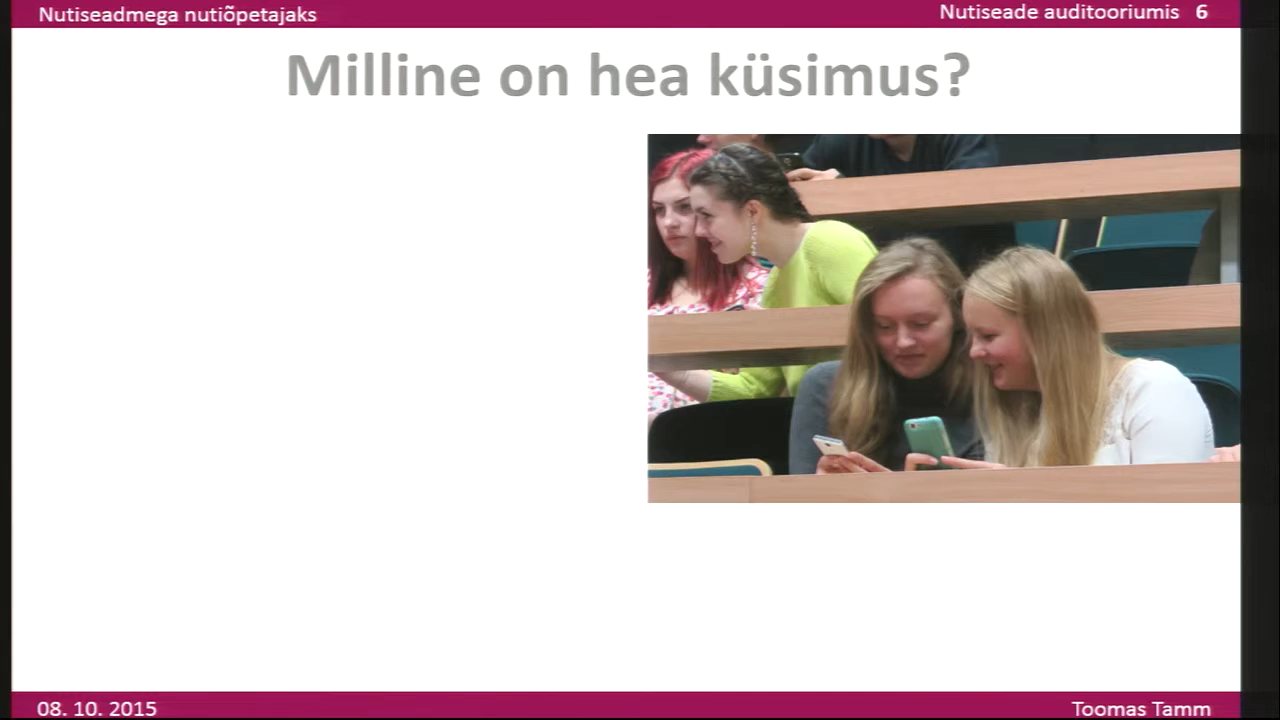 Nutiseadmega nutiõpetajaks
Nutiseade auditooriumis 6
Milline on hea küsimus?
08. 10. 2015
Toomas Tamm